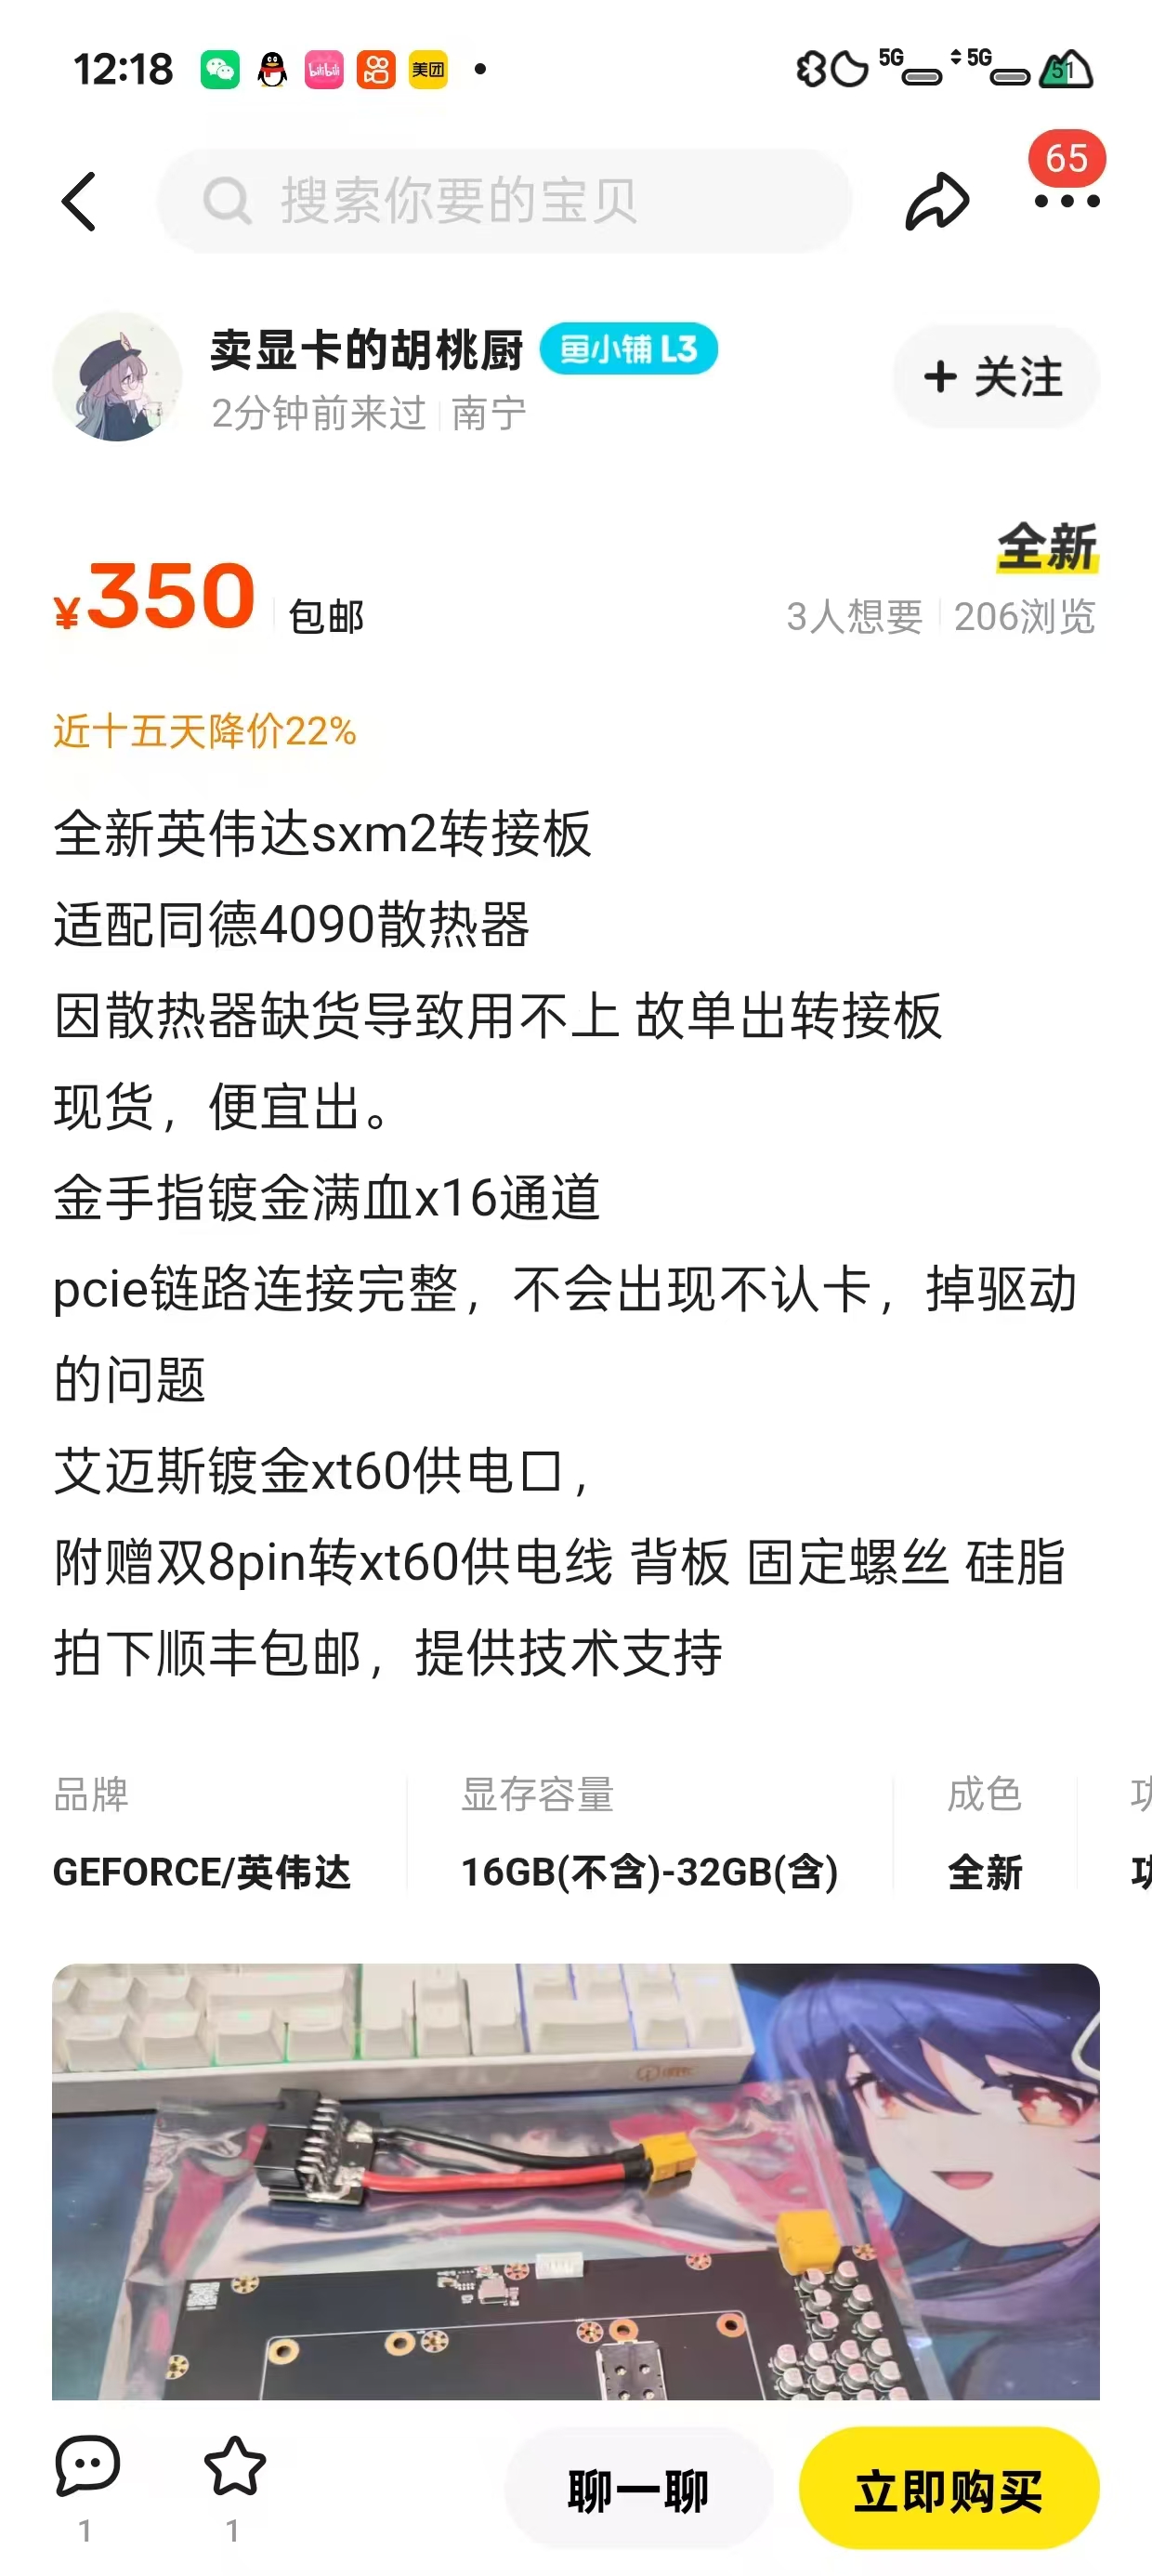 12:18
bilibili
美团
5G
5G
51
65
搜索你要的宝贝
卖显卡的胡桃厨
鱼小铺 L3
2分钟前来过
南宁
+ 关注
全新
¥350
包邮
3人想要
206浏览
近十五天降价22%
全新英伟达sxm2转接板
适配同德4090散热器
因散热器缺货导致用不上 故单出转接板
现货，便宜出。
金手指镀金满血x16通道
pcie链路连接完整，不会出现不认卡，掉驱动
的问题
艾迈斯镀金xt60供电口，
附赠双8pin转xt60供电线 背板 固定螺丝 硅脂
拍下顺丰包邮，提供技术支持
品牌
显存容量
成色
GEFORCE/英伟达
16GB(不含)-32GB(含)
全新
1
1
聊一聊
立即购买